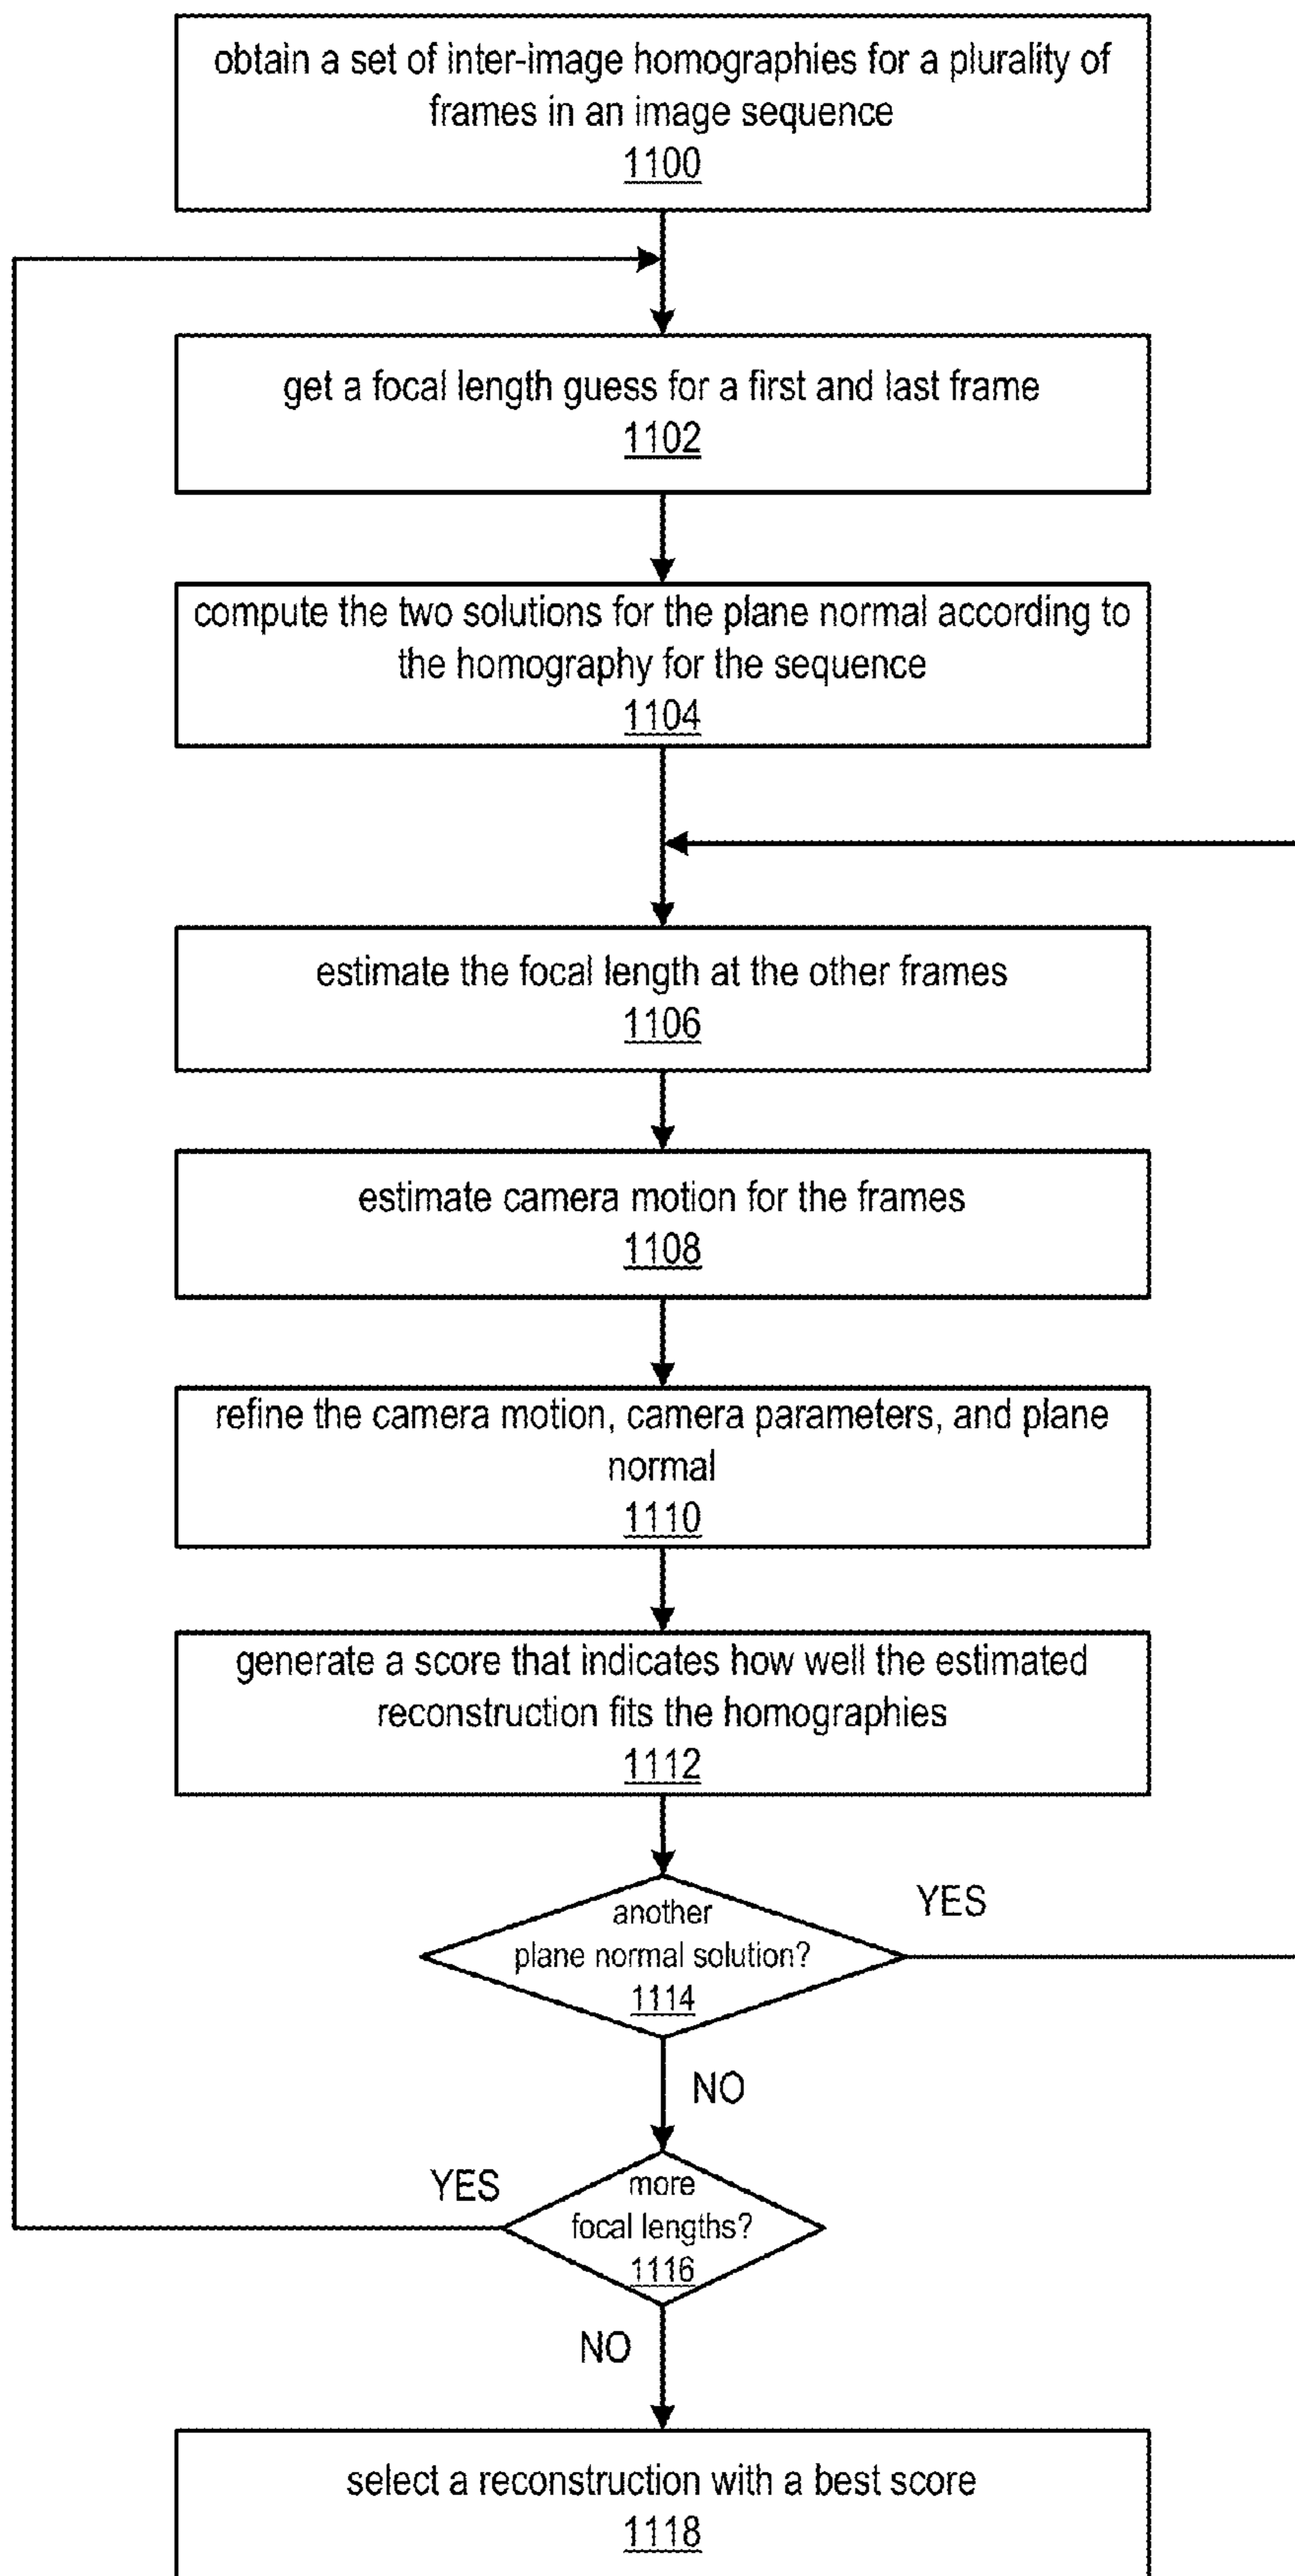 obtain a set of inter-image homographies for a plurality of
frames in an image sequence
1100
get a focal length guess for a first and last frame
1102
compute the two solutions for the plane normal according to
the homography for the sequence
1104
estimate the focal length at the other frames
1106
estimate camera motion for the frames
1108
refine the camera motion, camera parameters, and plane
normal
1110
generate a score that indicates how well the estimated
reconstruction fits the homographies
1112
another
plane normal solution?
1114
YES
NO
more
focal lengths?
1116
YES
NO
select a reconstruction with a best score
1118